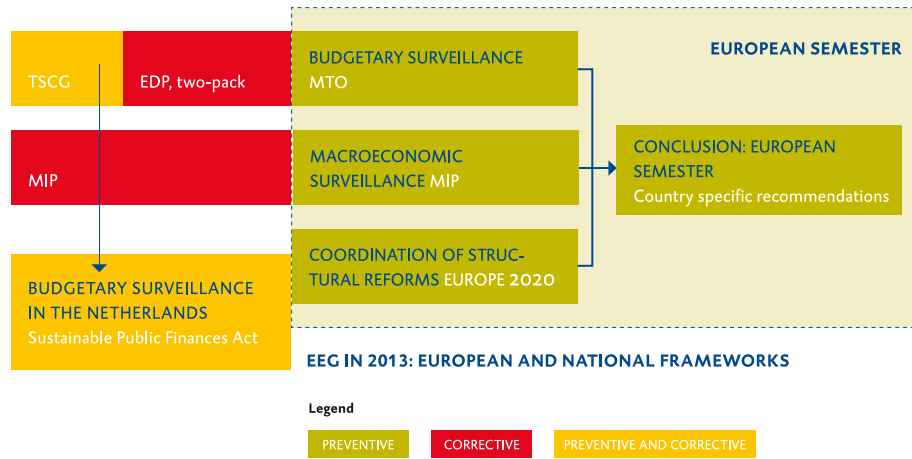 EUROPEAN SEMESTER
TSCG
EDP, two-pack
BUDGETARY SURVEILLANCE
MTO
MIP
MACROECONOMIC
SURVEILLANCE MIP
CONCLUSION: EUROPEAN
SEMESTER
Country specific recommendations
COORDINATION OF STRUC-
TURAL REFORMS EUROPE 2020
BUDGETARY SURVEILLANCE
IN THE NETHERLANDS
Sustainable Public Finances Act
EEG IN 2013: EUROPEAN AND NATIONAL FRAMEWORKS
Legend
PREVENTIVE
CORRECTIVE
PREVENTIVE AND CORRECTIVE